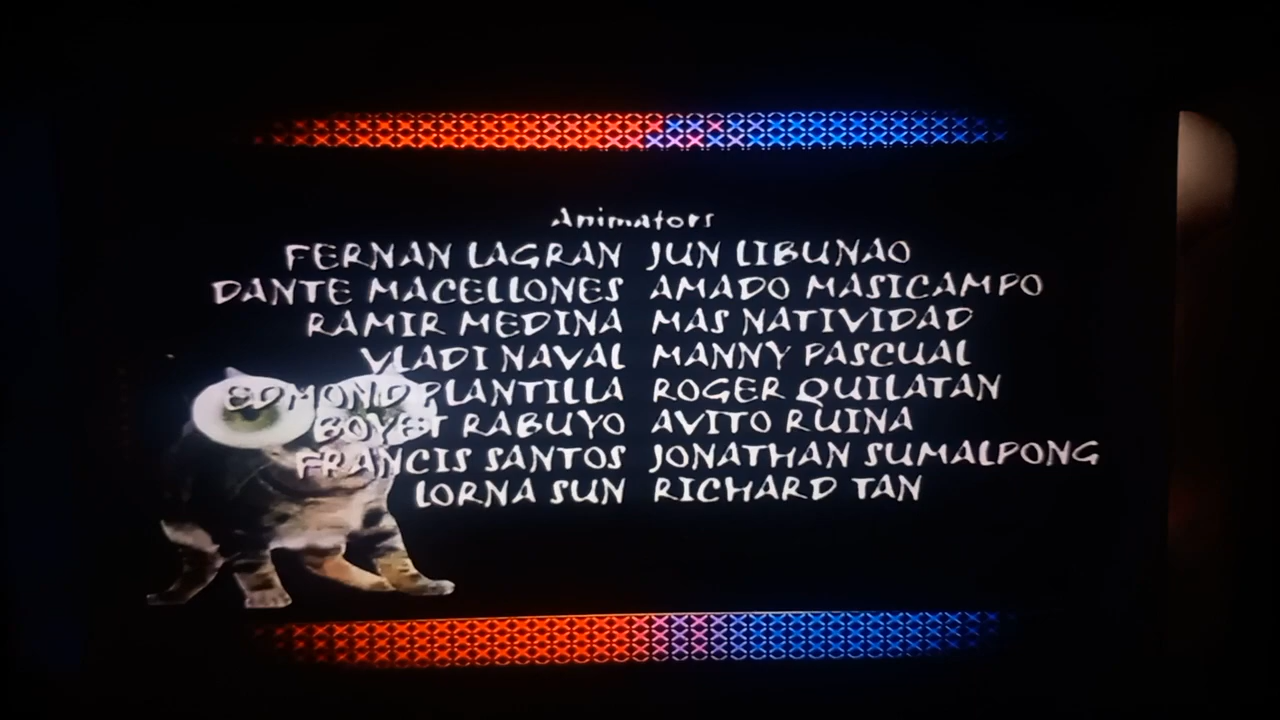 Animators
FERNAN LAGRAN JUN LIBUNAO
DANTE MACELLONES AMADO MASICAMPO
RAMIR MEDINA MAS NATIVIDAD
VLADI NAVAL MANNY PASCUAL
EDMOND PLANTILLA ROGER QUILATAN
BOYET RABUYO AVITO RUINA
FRANCIS SANTOS JONATHAN SUMALPONG
LORNA SUN RICHARD TAN